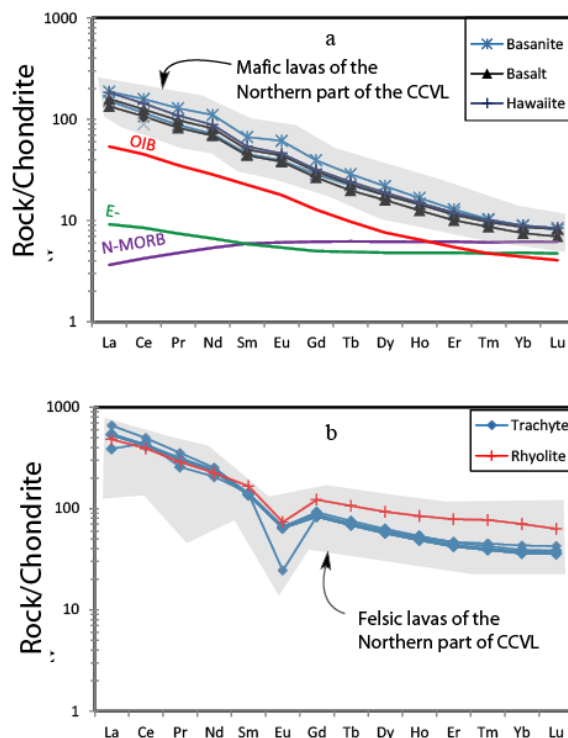 1000
a
Basanite
Basalt
Hawaiite
Mafic lavas of the
Northern part of the CCVL
100
OIB
Rock/Chondrite
10
E-
N-MORB
1
La Ce Pr Nd Sm Eu Gd Tb Dy Ho Er Tm Yb Lu
1000
b
Trachyte
Rhyolite
100
Rock/Chondrite
10
Felsic lavas of the
Northern part of CCVL
1
La Ce Pr Nd Sm Eu Gd Tb Dy Ho Er Tm Yb Lu